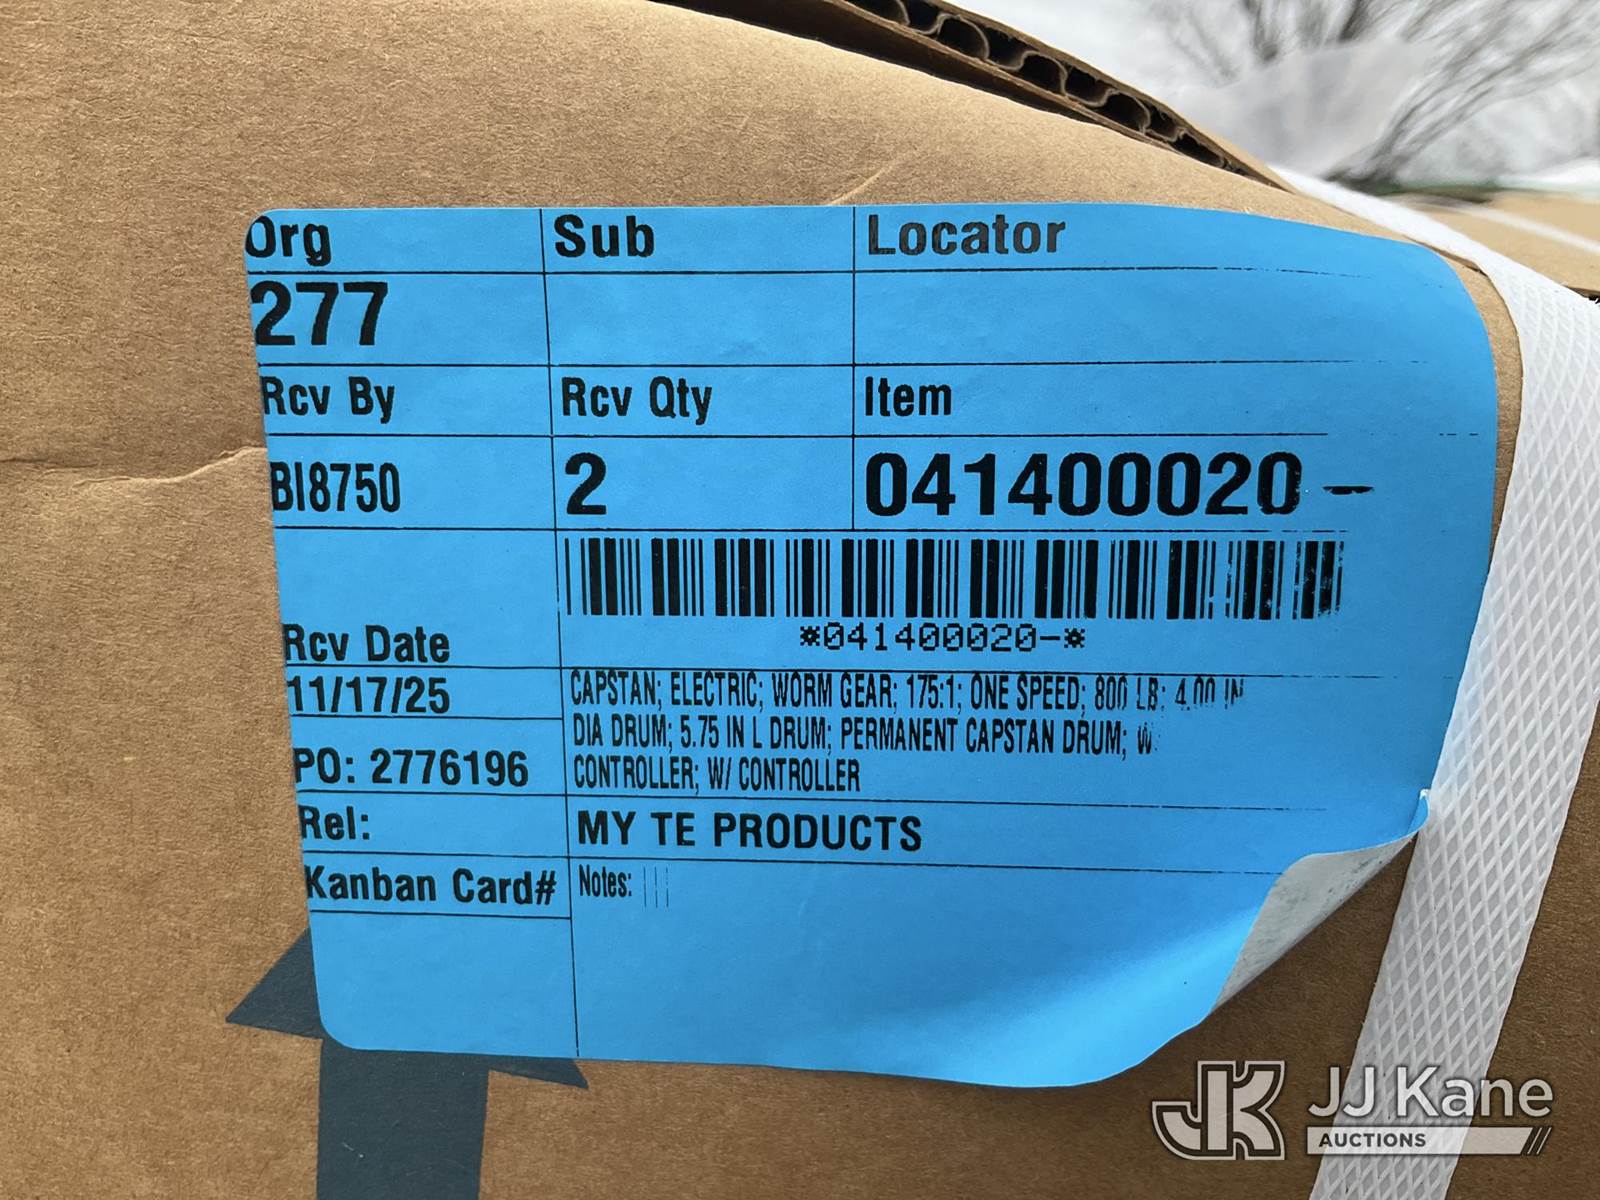 Org Sub Locator
277
Rcv By Rcv Qty Item
BI8750 2 041400020-
*041400020-*
Rcv Date
11/17/25
CAPSTAN; ELECTRIC; WORM GEAR; 175:1; ONE SPEED; 800 LB; 4.00 IN
DIA DRUM; 5.75 IN L DRUM; PERMANENT CAPSTAN DRUM;
CONTROLLER; W/ CONTROLLER
PO: 2776196
Rel: MY TE PRODUCTS
Kanban Card# Notes:
JK JJ Kane
AUCTIONS